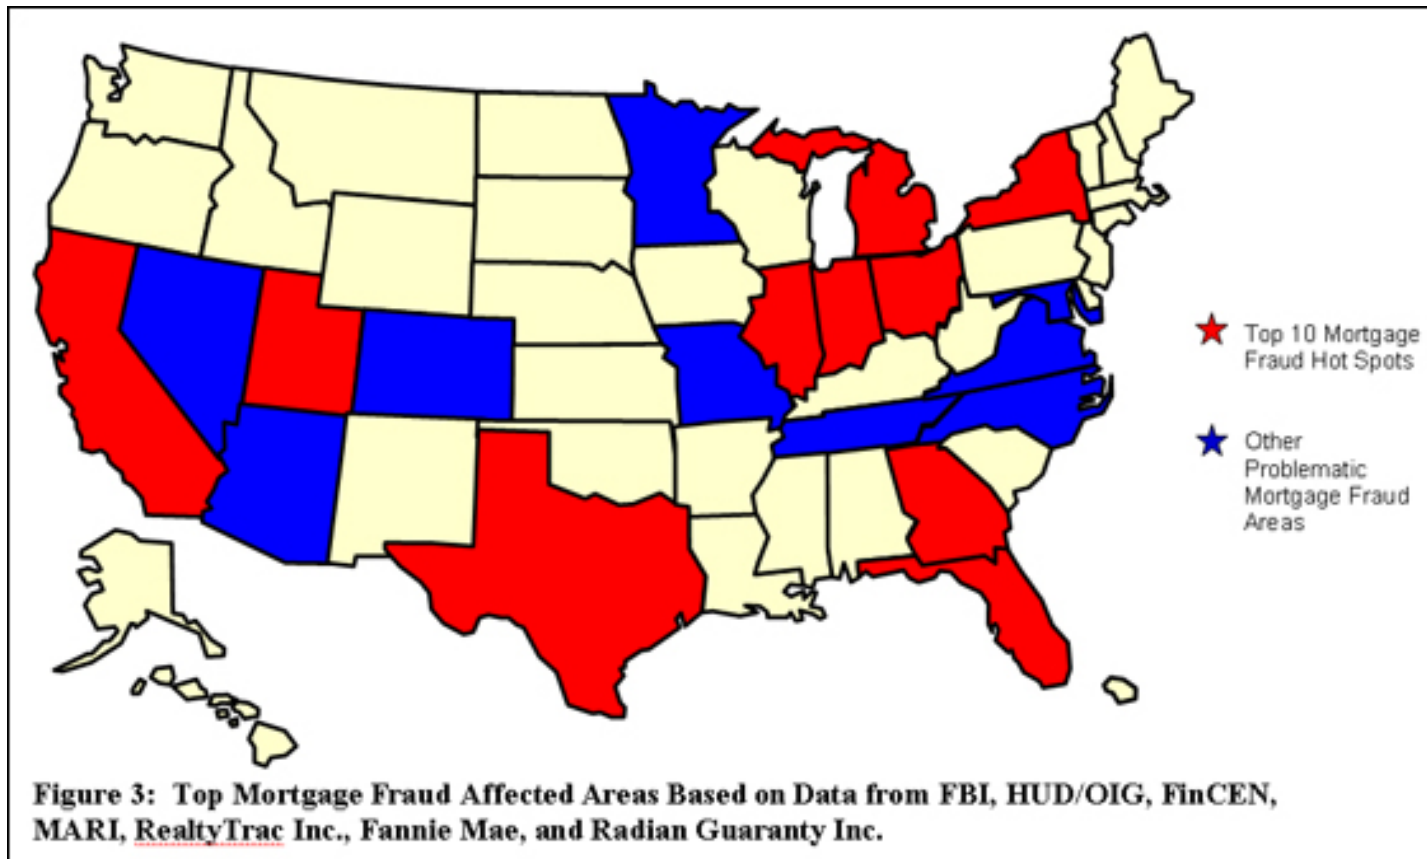 Top 10 Mortgage
Fraud Hot Spots
Other
Problematic
Mortgage Fraud
Areas
Figure 3: Top Mortgage Fraud Affected Areas Based on Data from FBI, HUD/OIG, FinCEN,
MARI, RealtyTrac Inc., Fannie Mae, and Radian Guaranty Inc.